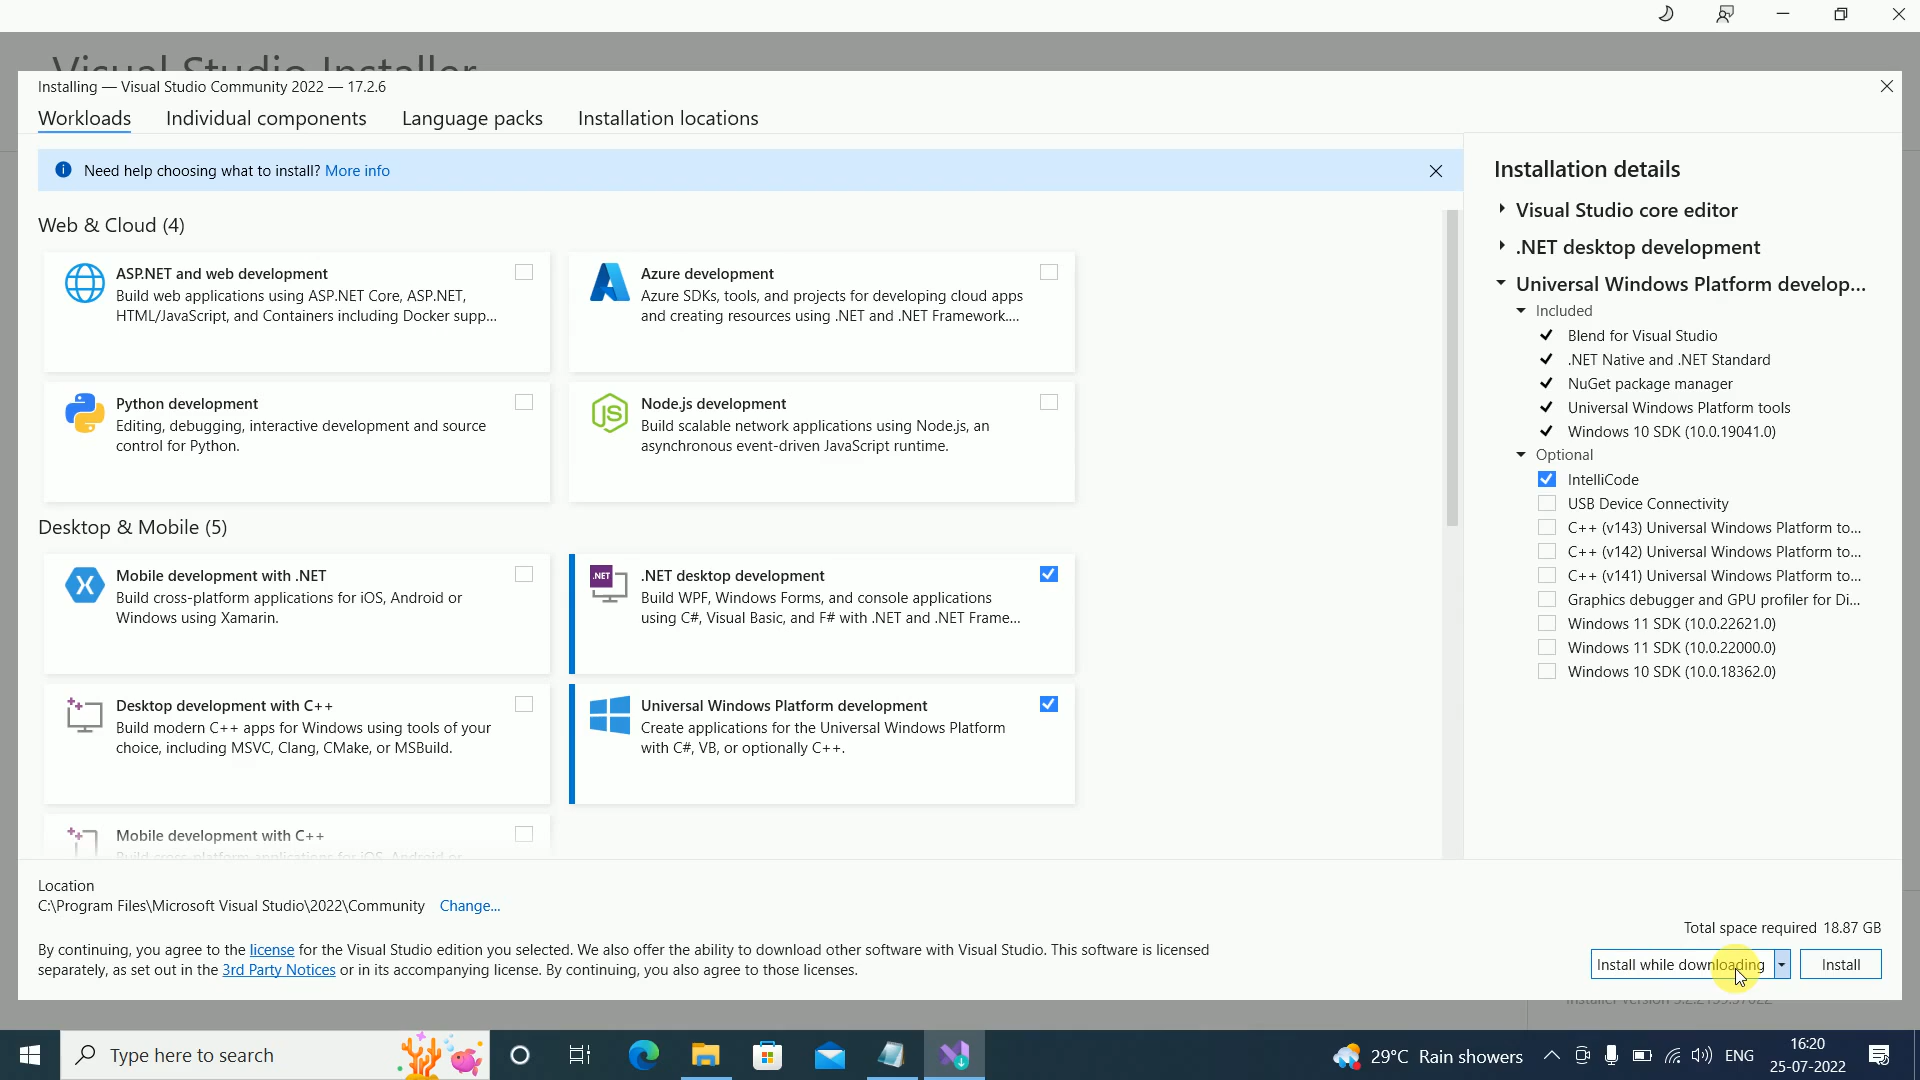 Visual Studio Installer
Installing — Visual Studio Community 2022 — 17.2.6
Workloads
Individual components
Language packs
Installation locations
Need help choosing what to install? More info
Web & Cloud (4)
ASP.NET and web development
Build web applications using ASP.NET Core, ASP.NET,
HTML/JavaScript, and Containers including Docker supp...
Azure development
Azure SDKs, tools, and projects for developing cloud apps
and creating resources using .NET and .NET Framework....
Python development
Editing, debugging, interactive development and source
control for Python.
JS
Node.js development
Build scalable network applications using Node.js, an
asynchronous event-driven JavaScript runtime.
Desktop & Mobile (5)
Mobile development with .NET
Build cross-platform applications for iOS, Android or
Windows using Xamarin.
.NET
.NET desktop development
Build WPF, Windows Forms, and console applications
using C#, Visual Basic, and F# with .NET and .NET Frame...
Desktop development with C++
Build modern C++ apps for Windows using tools of your
choice, including MSVC, Clang, CMake, or MSBuild.
Universal Windows Platform development
Create applications for the Universal Windows Platform
with C#, VB, or optionally C++.
Mobile development with C++
Build cross-platform applications for iOS, Android or
Installation details
Visual Studio core editor
.NET desktop development
Universal Windows Platform develop...
Included
Blend for Visual Studio
.NET Native and .NET Standard
NuGet package manager
Universal Windows Platform tools
Windows 10 SDK (10.0.19041.0)
Optional
IntelliCode
USB Device Connectivity
C++ (v143) Universal Windows Platform to...
C++ (v142) Universal Windows Platform to...
C++ (v141) Universal Windows Platform to...
Graphics debugger and GPU profiler for Di...
Windows 11 SDK (10.0.22621.0)
Windows 11 SDK (10.0.22000.0)
Windows 10 SDK (10.0.18362.0)
Location
C:\Program Files\Microsoft Visual Studio\2022\Community Change...
By continuing, you agree to the license for the Visual Studio edition you selected. We also offer the ability to download other software with Visual Studio. This software is licensed
separately, as set out in the 3rd Party Notices or in its accompanying license. By continuing, you also agree to those licenses.
Total space required 18.87 GB
Install while downloading
Install
Type here to search
29°C Rain showers
ENG
16:20
25-07-2022